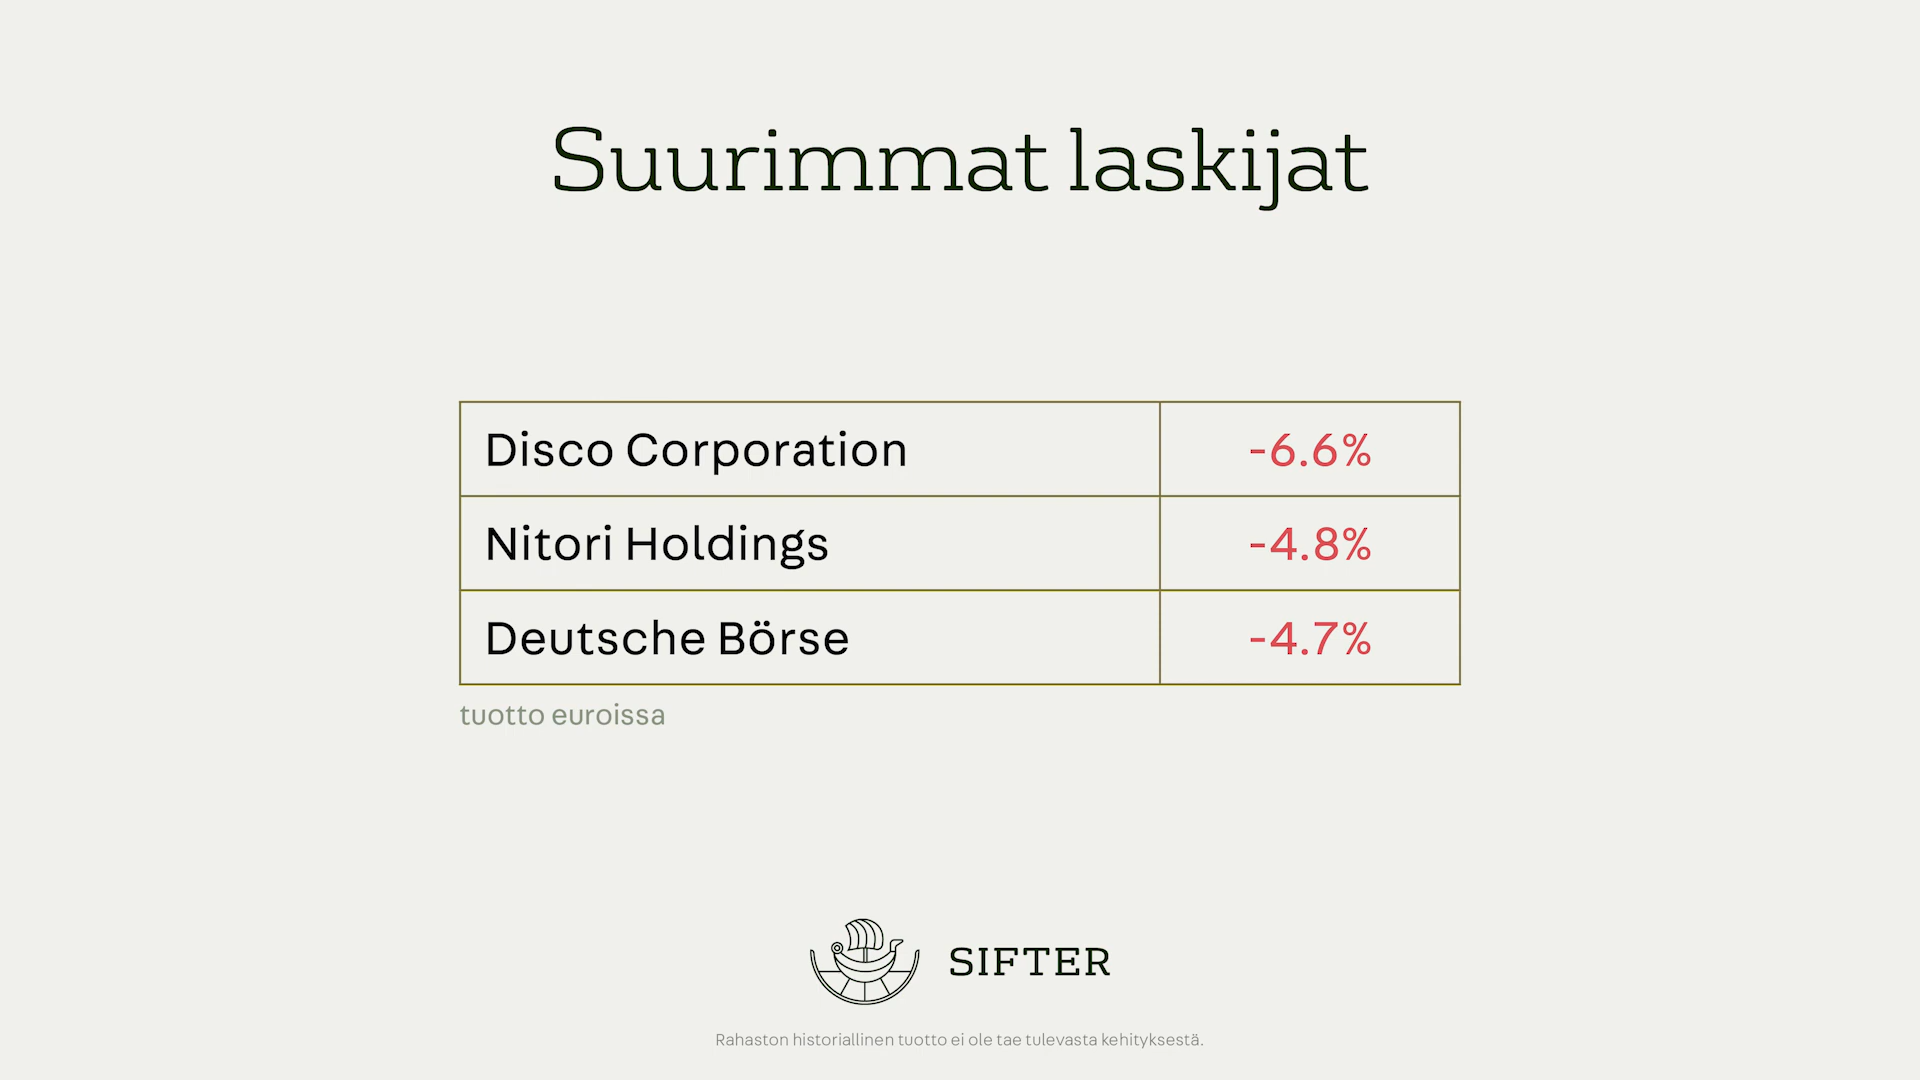 Suurimmat laskijat
Disco Corporation -6.6%
Nitori Holdings -4.8%
Deutsche Börse -4.7%
tuotto euroissa
SIFTER
Rahaston historiallinen tuotto ei ole tae tulevasta kehityksestä.